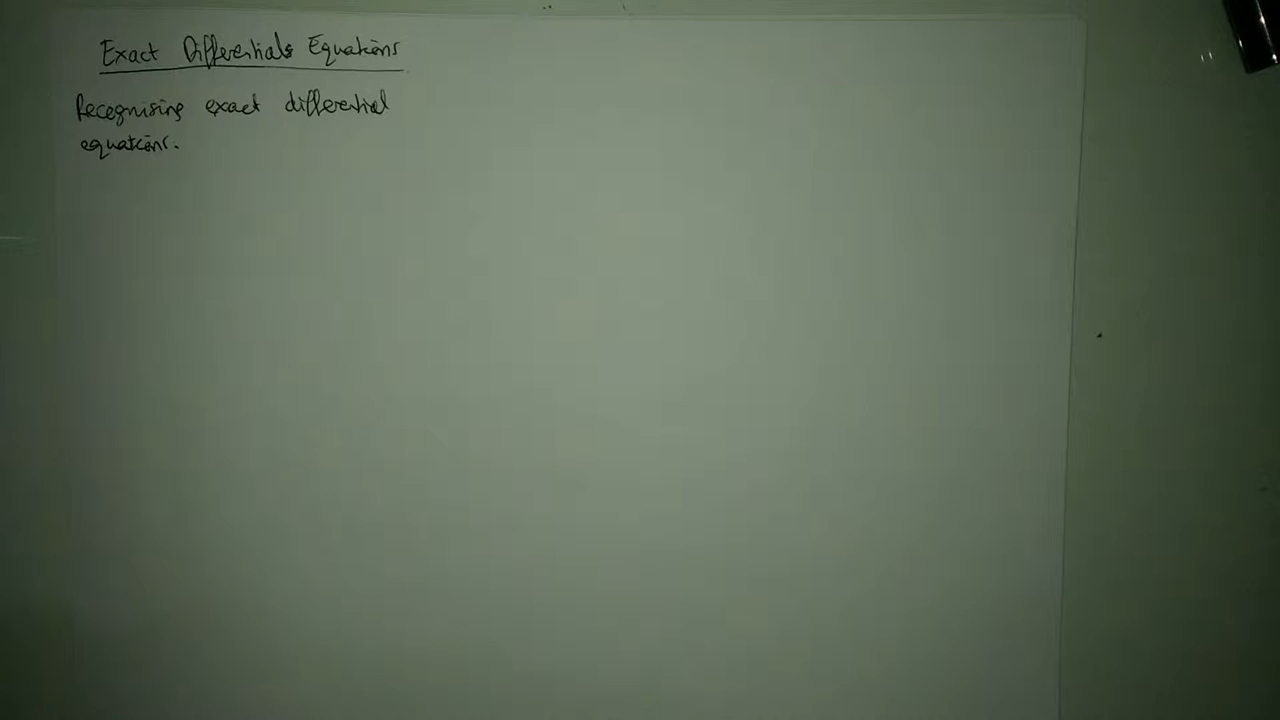 Exact Differentials Equations
Recognising exact differential
equations.